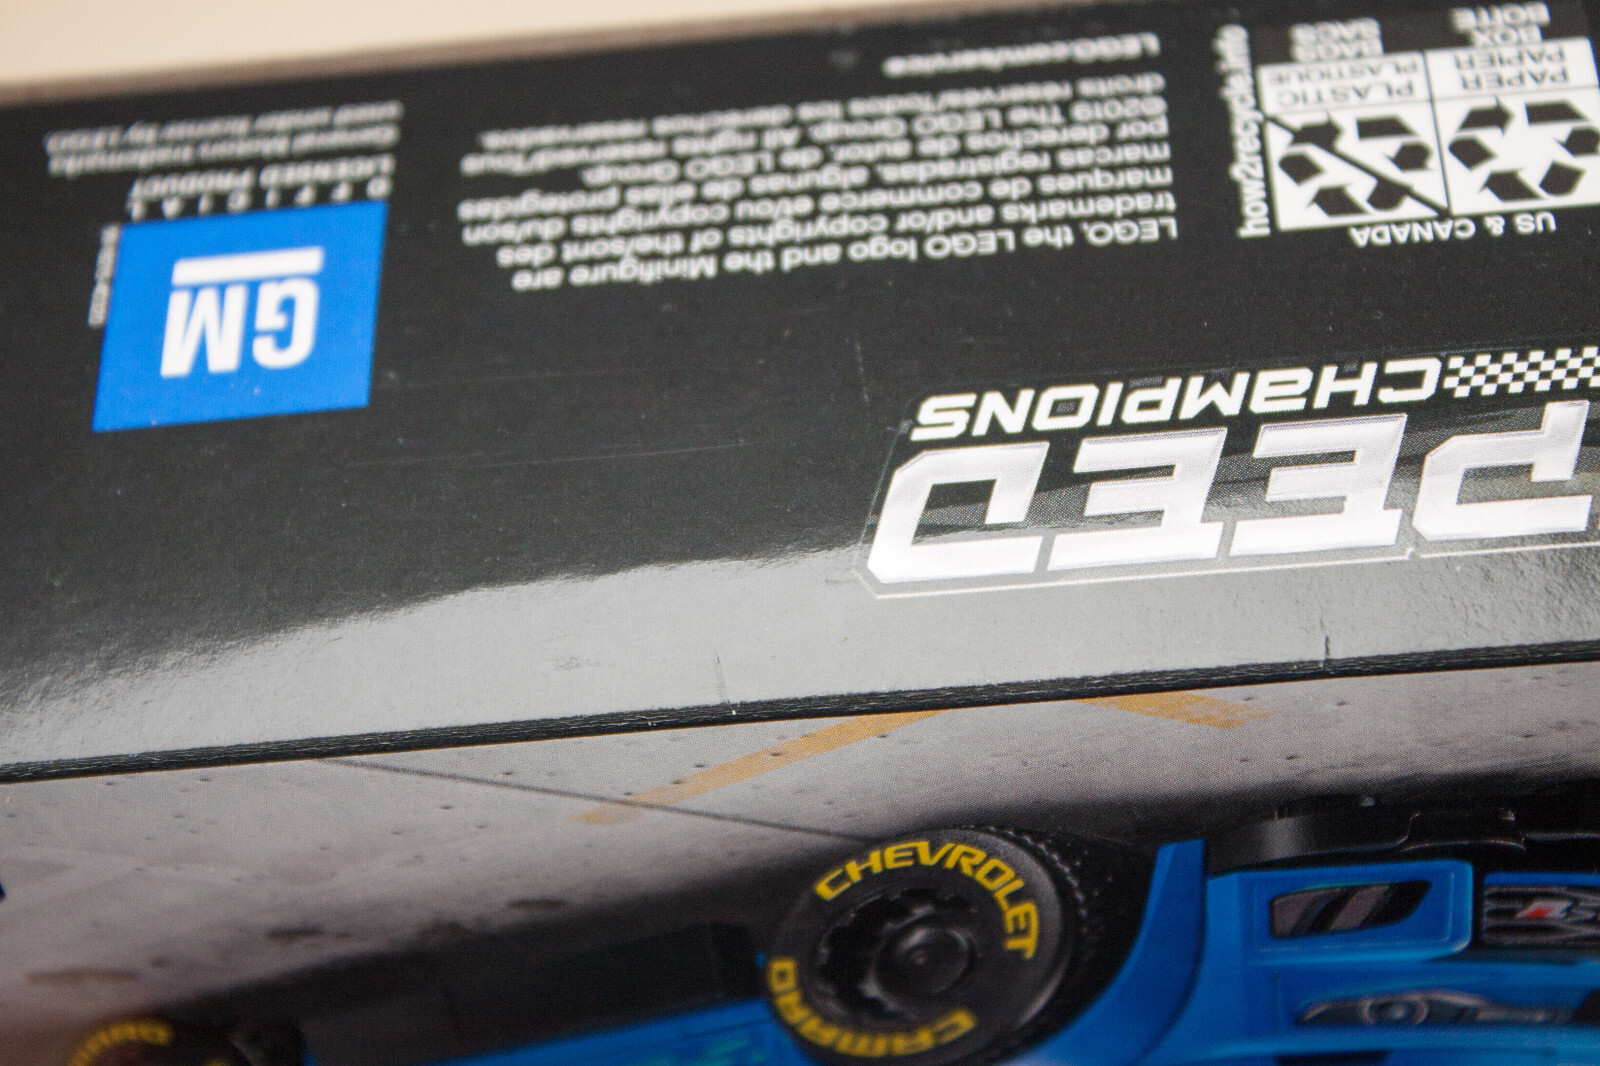 PEED
CHAMPIONS
US & CANADA
PAPER
PAPIER
BOX
BOITE
PLASTIC
PLASTIQUE
BAGS
SACS
how2recycle.info
LEGO, the LEGO logo and the Minifigure are
trademarks and/or copyrights of the/sont des
marques de commerce et/ou copyrights du/son
marcas registradas, algunas de ellas protegidas
por derechos de autor, de LEGO Group.
©2019 The LEGO Group. All rights reserved/Tous
droits réservés/Todos los derechos reservados.
LEGO.com/service
GM
OFFICIAL
LICENSED PRODUCT
General Motors trademarks
used under license by LEGO
CHEVROLET
CAMARO